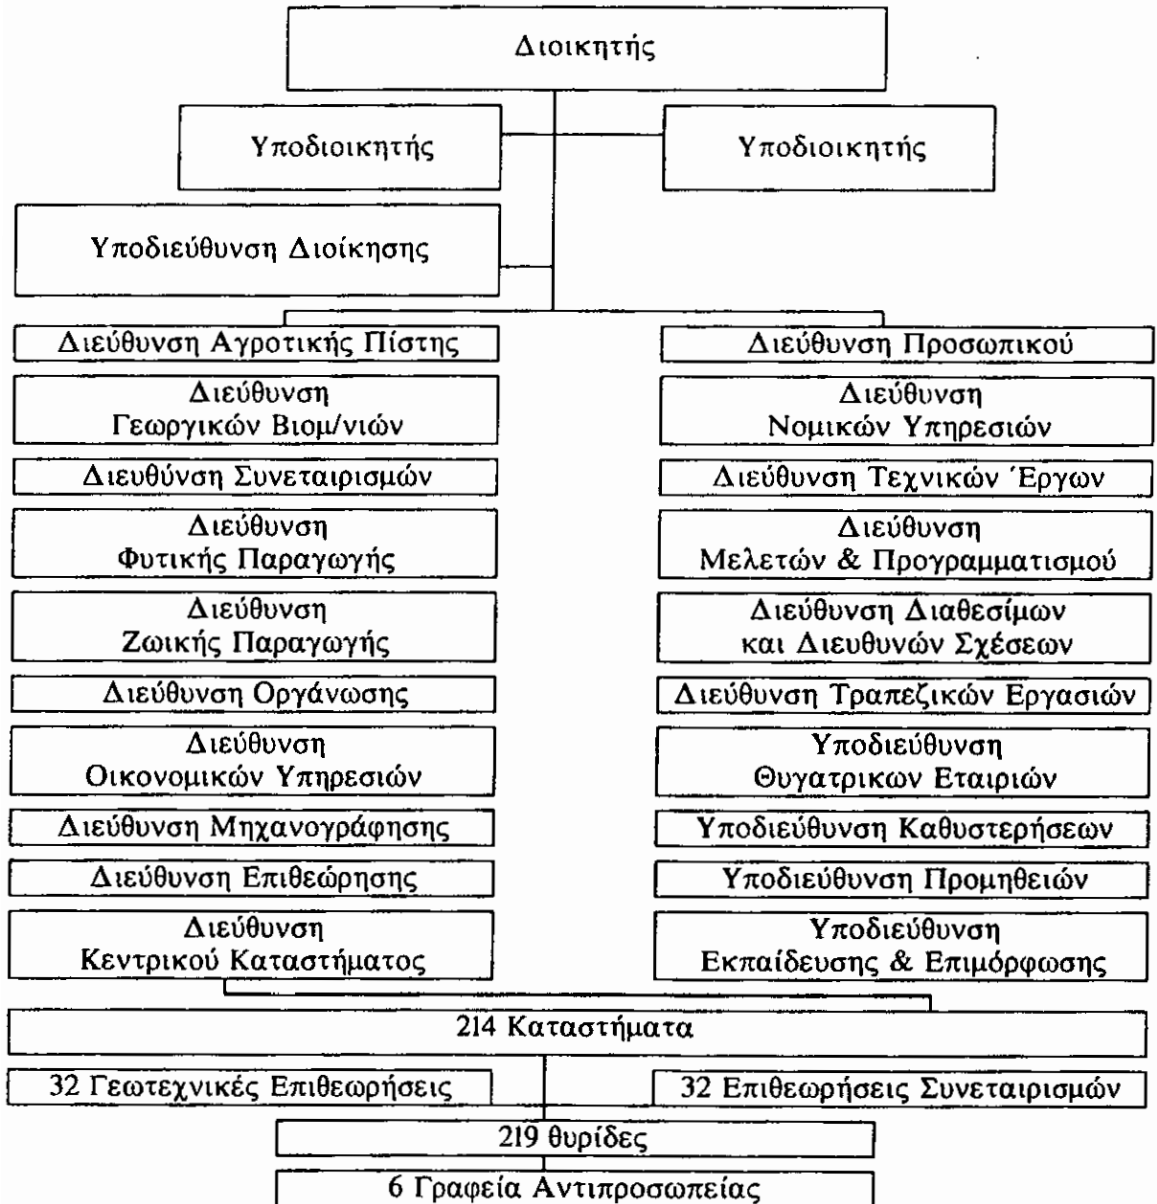 Διοικητής
Υποδιοικητής
Υποδιοικητής
Υποδιεύθυνση Διοίκησης
Διεύθυνση Αγροτικής Πίστης
Διεύθυνση
Γεωργικών Βιομ/νιών
Διευθύνση Συνεταιρισμών
Διεύθυνση
Φυτικής Παραγωγής
Διεύθυνση
Ζωικής Παραγωγής
Διεύθυνση Οργάνωσης
Διεύθυνση
Οικονομικών Υπηρεσιών
Διεύθυνση Μηχανογράφησης
Διεύθυνση Επιθεώρησης
Διεύθυνση
Κεντρικού Καταστήματος
Διεύθυνση Προσωπικού
Διεύθυνση
Νομικών Υπηρεσιών
Διεύθυνση Τεχνικών Έργων
Διεύθυνση
Μελετών & Προγραμματισμού
Διεύθυνση Διαθεσίμων
και Διευθυνών Σχέσεων
Διεύθυνση Τραπεζικών Εργασιών
Υποδιεύθυνση
Θυγατρικων Εταιριών
Υποδιεύθυνση Καθυστερήσεων
Υποδιεύθυνση Προμηθειών
Υποδιεύθυνση
Εκπαίδευσης & Επιμόρφωσης
214 Καταστήματα
32 Γεωτεχνικές Επιθεωρήσεις
32 Επιθεωρήσεις Συνεταιρισμών
219 θυρίδες
6 Γραφεία Αντιπροσωπείας